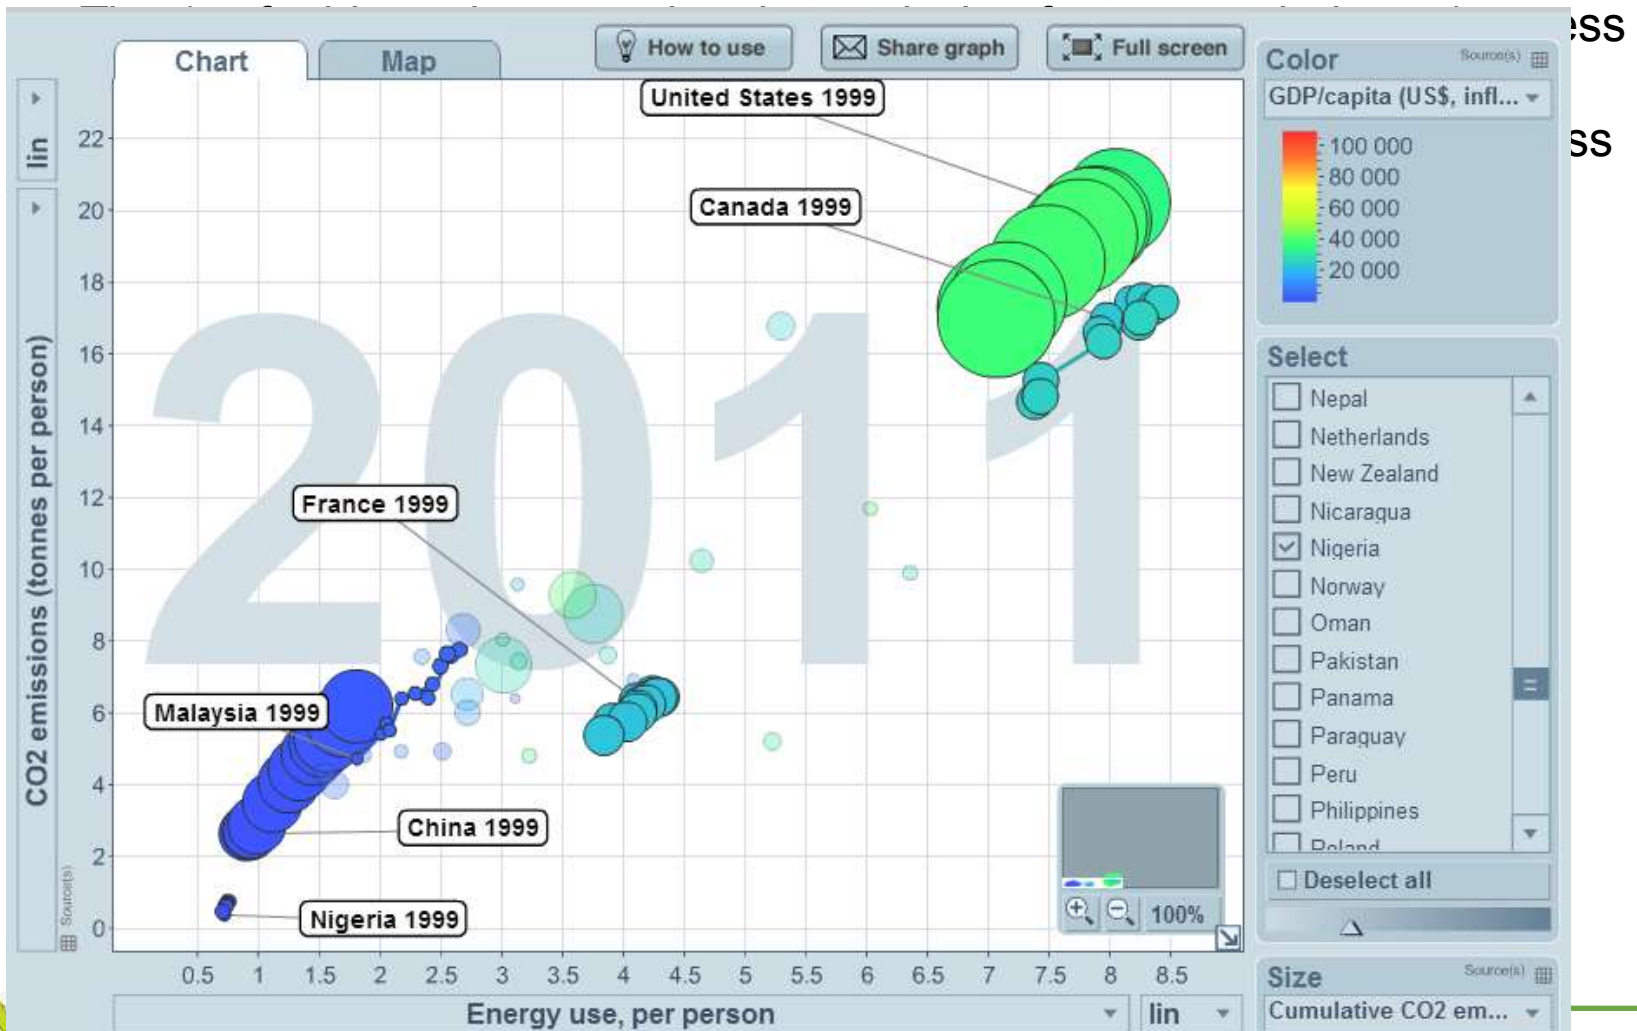 ess
ss
Chart
Map
How to use
Share graph
Full screen
lin
CO2 emissions (tonnes per person)
Source(s)
22
20
18
16
14
12
10
8
6
4
2
0
2011
United States 1999
Canada 1999
France 1999
Malaysia 1999
China 1999
Nigeria 1999
100%
0.5 1 1.5 2 2.5 3 3.5 4 4.5 5 5.5 6 6.5 7 7.5 8 8.5
Energy use, per person
lin
Color
Source(s)
GDP/capita (US$, infl...
100 000
80 000
60 000
40 000
20 000
Select
Nepal
Netherlands
New Zealand
Nicaragua
Nigeria
Norway
Oman
Pakistan
Panama
Paraguay
Peru
Philippines
Poland
Deselect all
Size
Source(s)
Cumulative CO2 em...